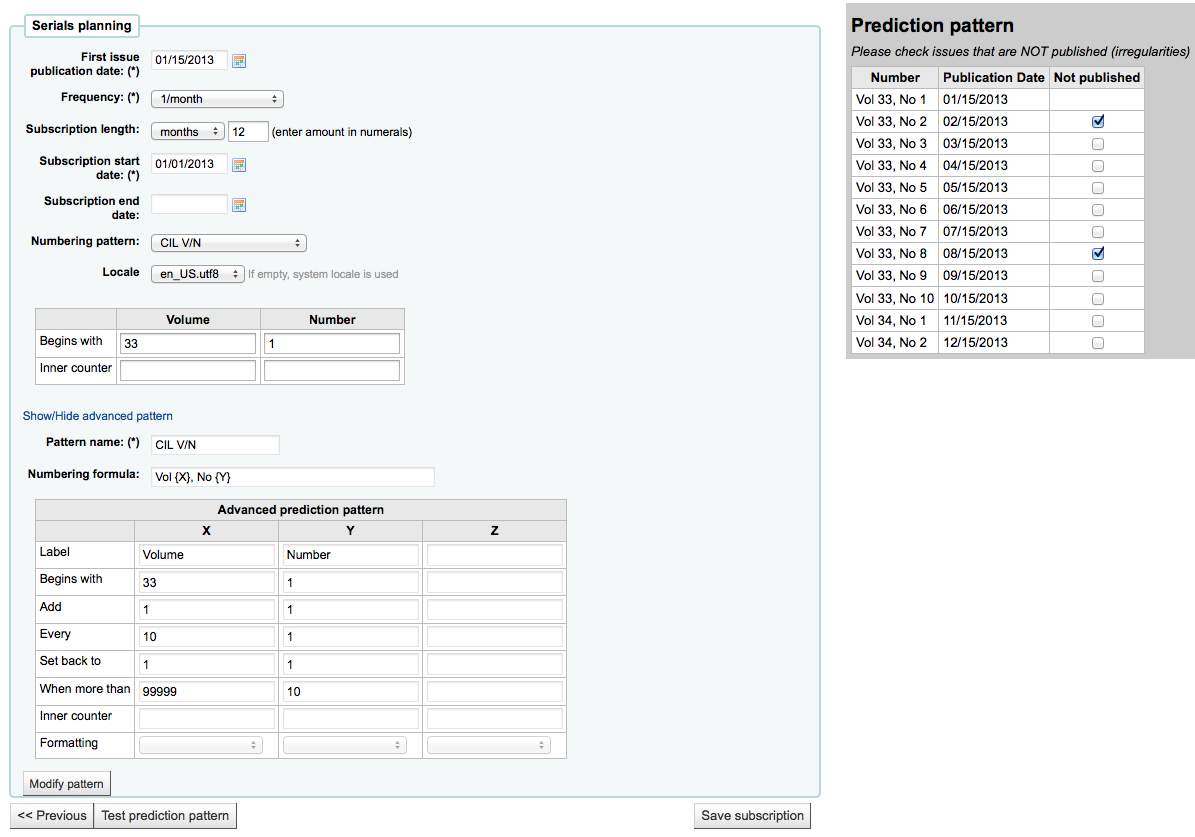 Serials planning
First issue
publication date: (*)
01/15/2013
Frequency: (*)
1/month
Subscription length:
months
12
(enter amount in numerals)
Subscription start
date: (*)
01/01/2013
Subscription end
date:
Numbering pattern:
CIL V/N
Locale
en_US.utf8
If empty, system locale is used
Volume Number
Begins with 33 1
Inner counter
Show/Hide advanced pattern
Pattern name: (*)
CIL V/N
Numbering formula:
Vol {X}, No {Y}
Advanced prediction pattern
X Y Z
Label Volume Number
Begins with 33 1
Add 1 1
Every 10 1
Set back to 1 1
When more than 99999 10
Inner counter
Formatting
Modify pattern
<< Previous Test prediction pattern Save subscription
Prediction pattern
Please check issues that are NOT published (irregularities)
Number Publication Date Not published
Vol 33, No 1 01/15/2013
Vol 33, No 2 02/15/2013
Vol 33, No 3 03/15/2013
Vol 33, No 4 04/15/2013
Vol 33, No 5 05/15/2013
Vol 33, No 6 06/15/2013
Vol 33, No 7 07/15/2013
Vol 33, No 8 08/15/2013
Vol 33, No 9 09/15/2013
Vol 33, No 10 10/15/2013
Vol 34, No 1 11/15/2013
Vol 34, No 2 12/15/2013